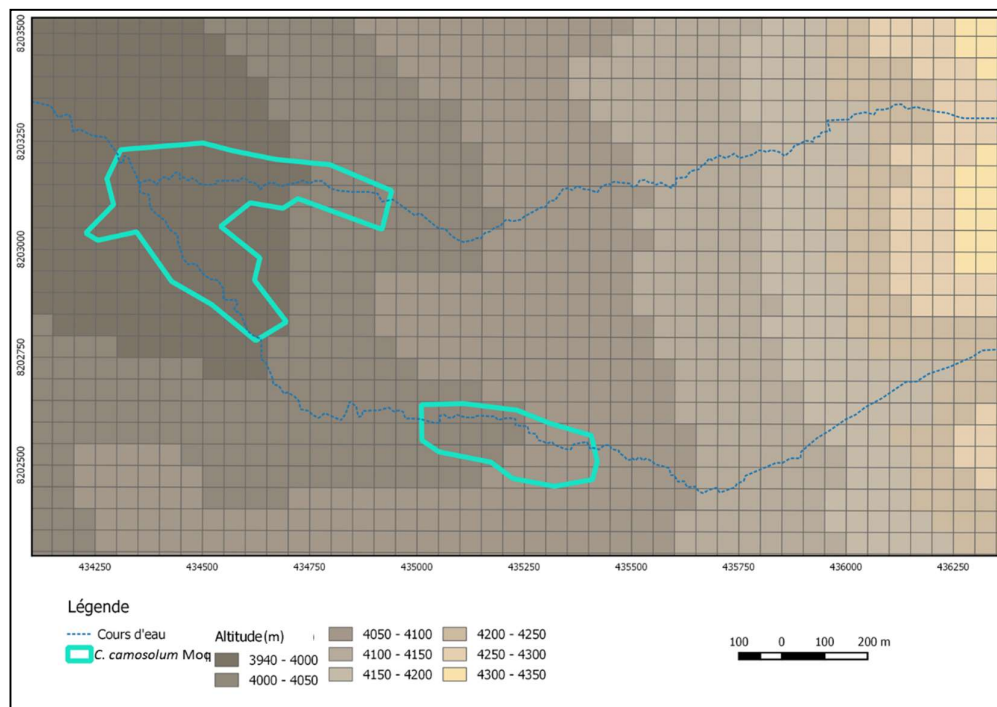 8203500
8203250
8203000
8202750
8202500
434250 434500 434750 435000 435250 435500 435750 436000 436250
Légende
Cours d'eau
C. camosolum Moq
Altitude (m)
3940 - 4000
4000 - 4050
4050 - 4100
4100 - 4150
4150 - 4200
4200 - 4250
4250 - 4300
4300 - 4350
100 0 100 200 m